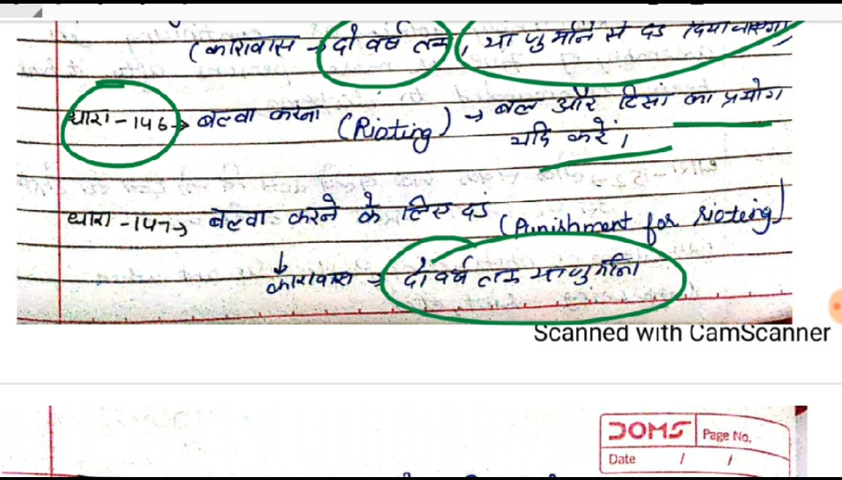 (कारावास → दो वर्ष तक, या जुर्माने से दंड दिया जाएगा)
धारा - 146 → बल्वा करना (Rioting) → बल और हिंसा का प्रयोग
यदि करें।
धारा - 147 → बल्वा करने के लिए दंड (Punishment for rioteing)
↓
कारावास → दो वर्ष तक या जुर्माना
Scanned with CamScanner
DOMS Page No.
Date / /